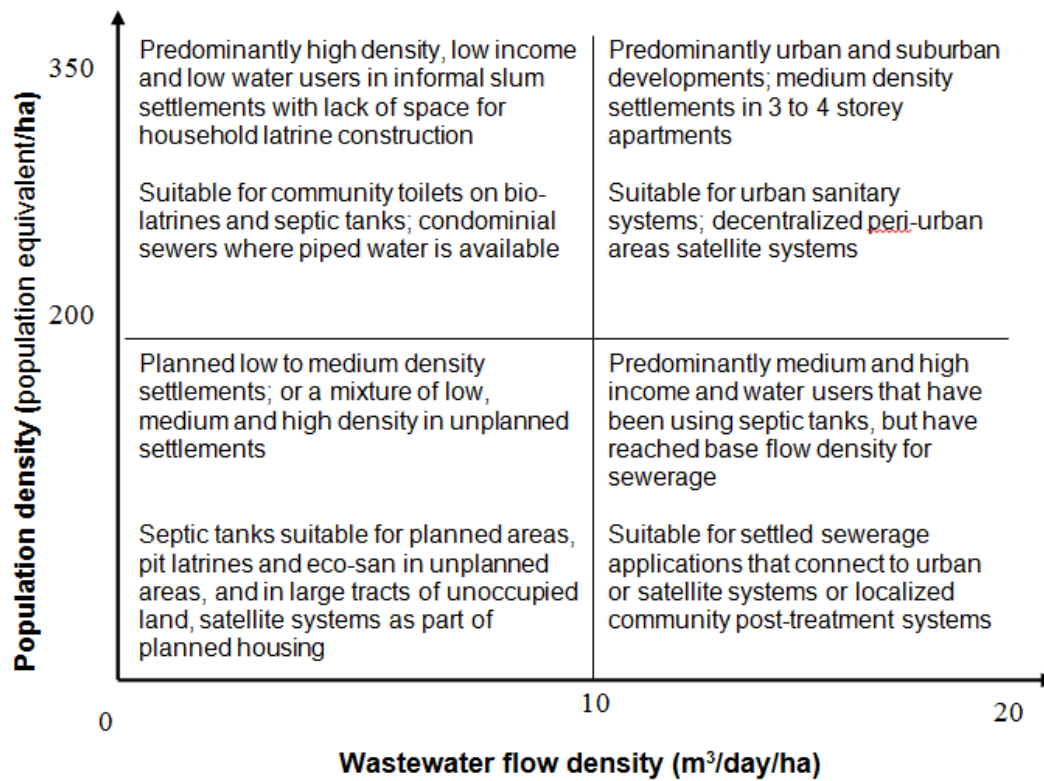 Population density (population equivalent/ha)
350
200
0
Predominantly high density, low income
and low water users in informal slum
settlements with lack of space for
household latrine construction
Suitable for community toilets on bio-
latrines and septic tanks; condominial
sewers where piped water is available
Predominantly urban and suburban
developments; medium density
settlements in 3 to 4 storey
apartments
Suitable for urban sanitary
systems; decentralized peri-urban
areas satellite systems
Planned low to medium density
settlements; or a mixture of low,
medium and high density in unplanned
settlements
Septic tanks suitable for planned areas,
pit latrines and eco-san in unplanned
areas, and in large tracts of unoccupied
land, satellite systems as part of
planned housing
Predominantly medium and high
income and water users that have
been using septic tanks, but have
reached base flow density for
sewerage
Suitable for settled sewerage
applications that connect to urban
or satellite systems or localized
community post-treatment systems
10
20
Wastewater flow density (m³/day/ha)